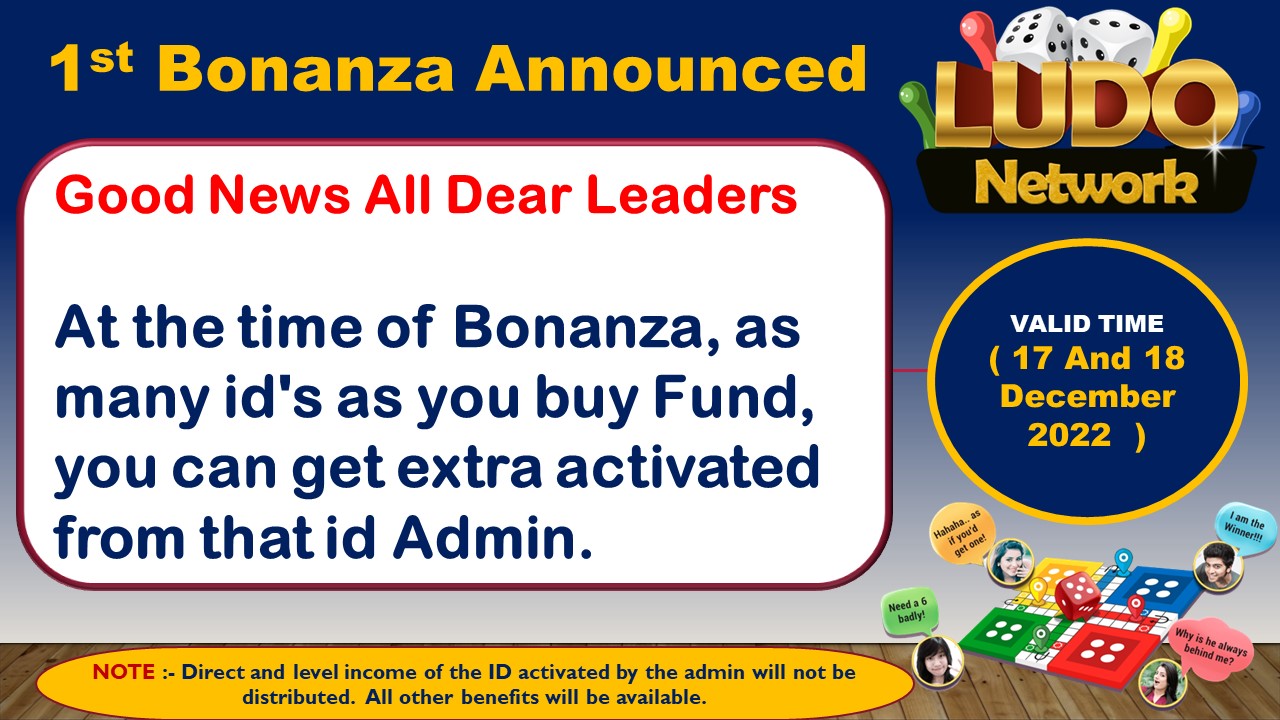 1st Bonanza Announced
LUDO
Network
Good News All Dear Leaders
At the time of Bonanza, as
many id's as you buy Fund,
you can get extra activated
from that id Admin.
VALID TIME
( 17 And 18
December
2022 )
Hahaha.. as
if you'd
get one!
I am the
Winner!!!
Need a 6
badly!
Why is he always
behind me?
NOTE :- Direct and level income of the ID activated by the admin will not be
distributed. All other benefits will be available.